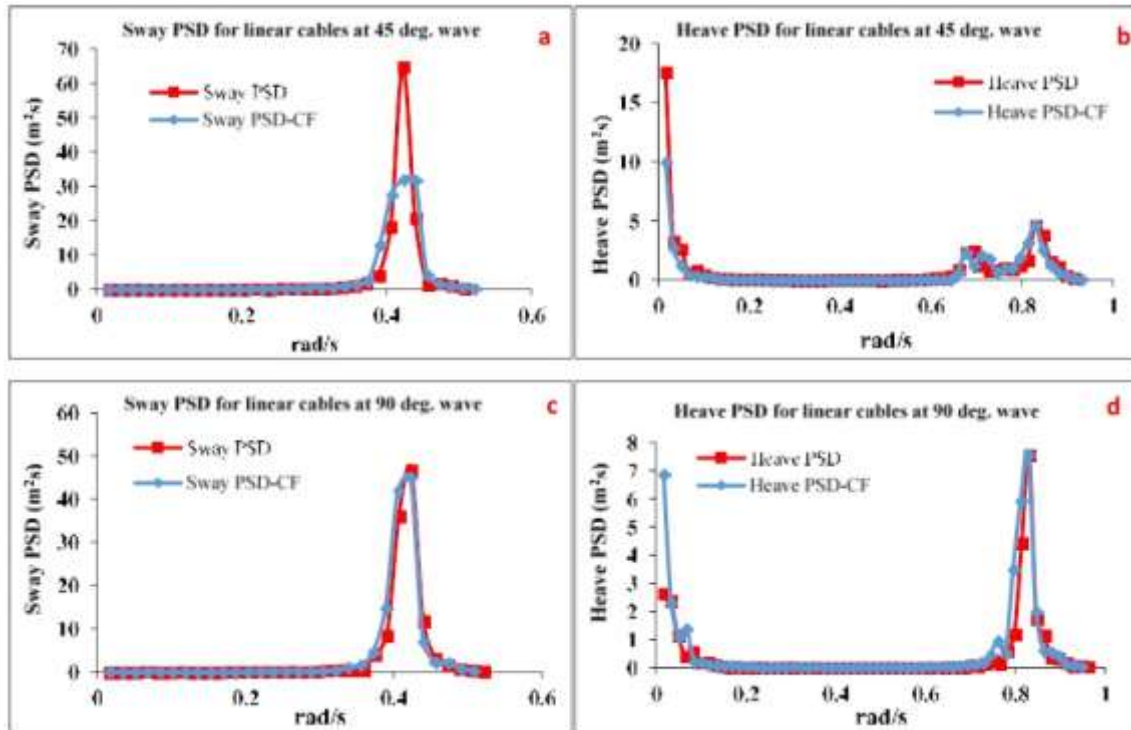 Sway PSD for linear cables at 45 deg. wave
a
70
60
50
40
30
20
10
0
Sway PSD (m²s)
Sway PSD
Sway PSD-CF
0 0.2 0.4 0.6
rad/s
Heave PSD for linear cables at 45 deg. wave
b
20
15
10
5
0
Heave PSD (m²s)
Heave PSD
Heave PSD-CF
0 0.2 0.4 0.6 0.8 1
rad/s
Sway PSD for linear cables at 90 deg. wave
c
60
50
40
30
20
10
0
Sway PSD (m²s)
Sway PSD
Sway PSD-CF
0 0.2 0.4 0.6
rad/s
Heave PSD for linear cables at 90 deg. wave
d
8
7
6
5
4
3
2
1
0
Heave PSD (m²s)
Heave PSD
Heave PSD-CF
0 0.2 0.4 0.6 0.8 1
rad/s